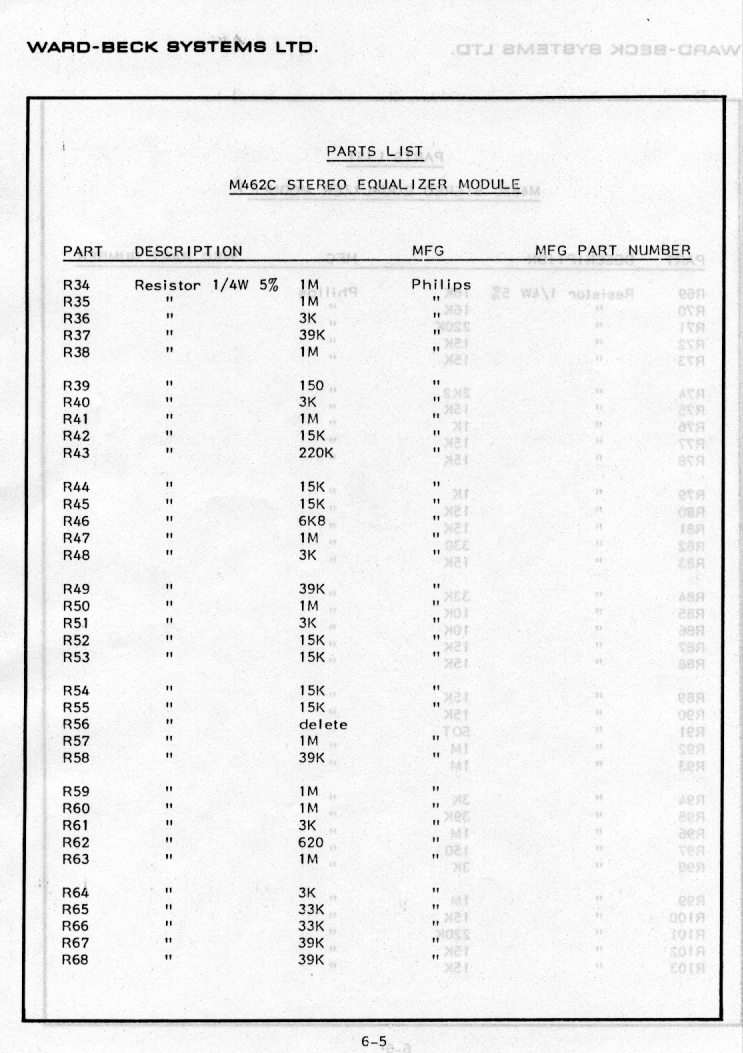 WARD-BECK SYSTEMS LTD.
PARTS LIST
M462C STEREO EQUALIZER MODULE
PART DESCRIPTION MFG MFG PART NUMBER
R34 Resistor 1/4W 5% 1M Philips
R35 " 1M "
R36 " 3K "
R37 " 39K "
R38 " 1M "
R39 " 150 "
R40 " 3K "
R41 " 1M "
R42 " 15K "
R43 " 220K "
R44 " 15K "
R45 " 15K "
R46 " 6K8 "
R47 " 1M "
R48 " 3K "
R49 " 39K "
R50 " 1M "
R51 " 3K "
R52 " 15K "
R53 " 15K "
R54 " 15K "
R55 " 15K "
R56 " delete
R57 " 1M "
R58 " 39K "
R59 " 1M "
R60 " 1M "
R61 " 3K "
R62 " 620 "
R63 " 1M "
R64 " 3K "
R65 " 33K "
R66 " 33K "
R67 " 39K "
R68 " 39K "
6-5